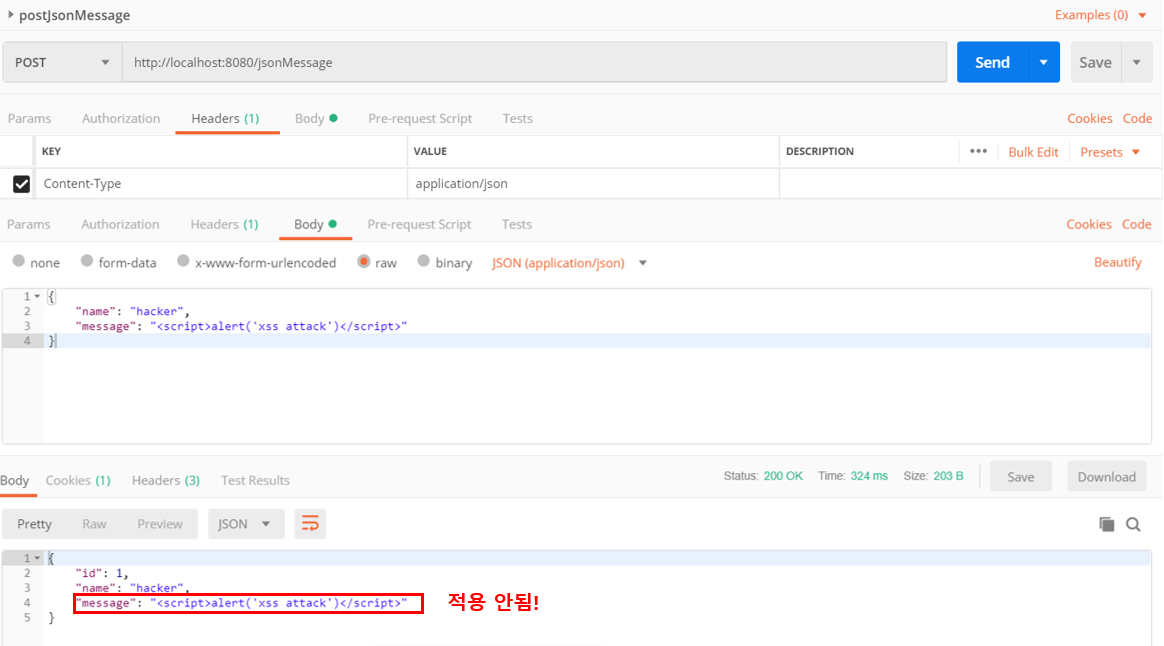 postJsonMessage Examples (0)
POST http://localhost:8080/jsonMessage Send Save
Params Authorization Headers (1) Body Pre-request Script Tests Cookies Code
KEY VALUE DESCRIPTION ••• Bulk Edit Presets
Content-Type application/json
Params Authorization Headers (1) Body Pre-request Script Tests Cookies Code
none form-data x-www-form-urlencoded raw binary JSON (application/json) Beautify
1 {
2 "name": "hacker",
3 "message": "<script>alert('xss attack')</script>"
4 }
Body Cookies (1) Headers (3) Test Results Status: 200 OK Time: 324 ms Size: 203 B Save Download
Pretty Raw Preview JSON
1 {
2 "id": 1,
3 "name": "hacker",
4 "message": "<script>alert('xss attack')</script>" 적용 안됨!
5 }